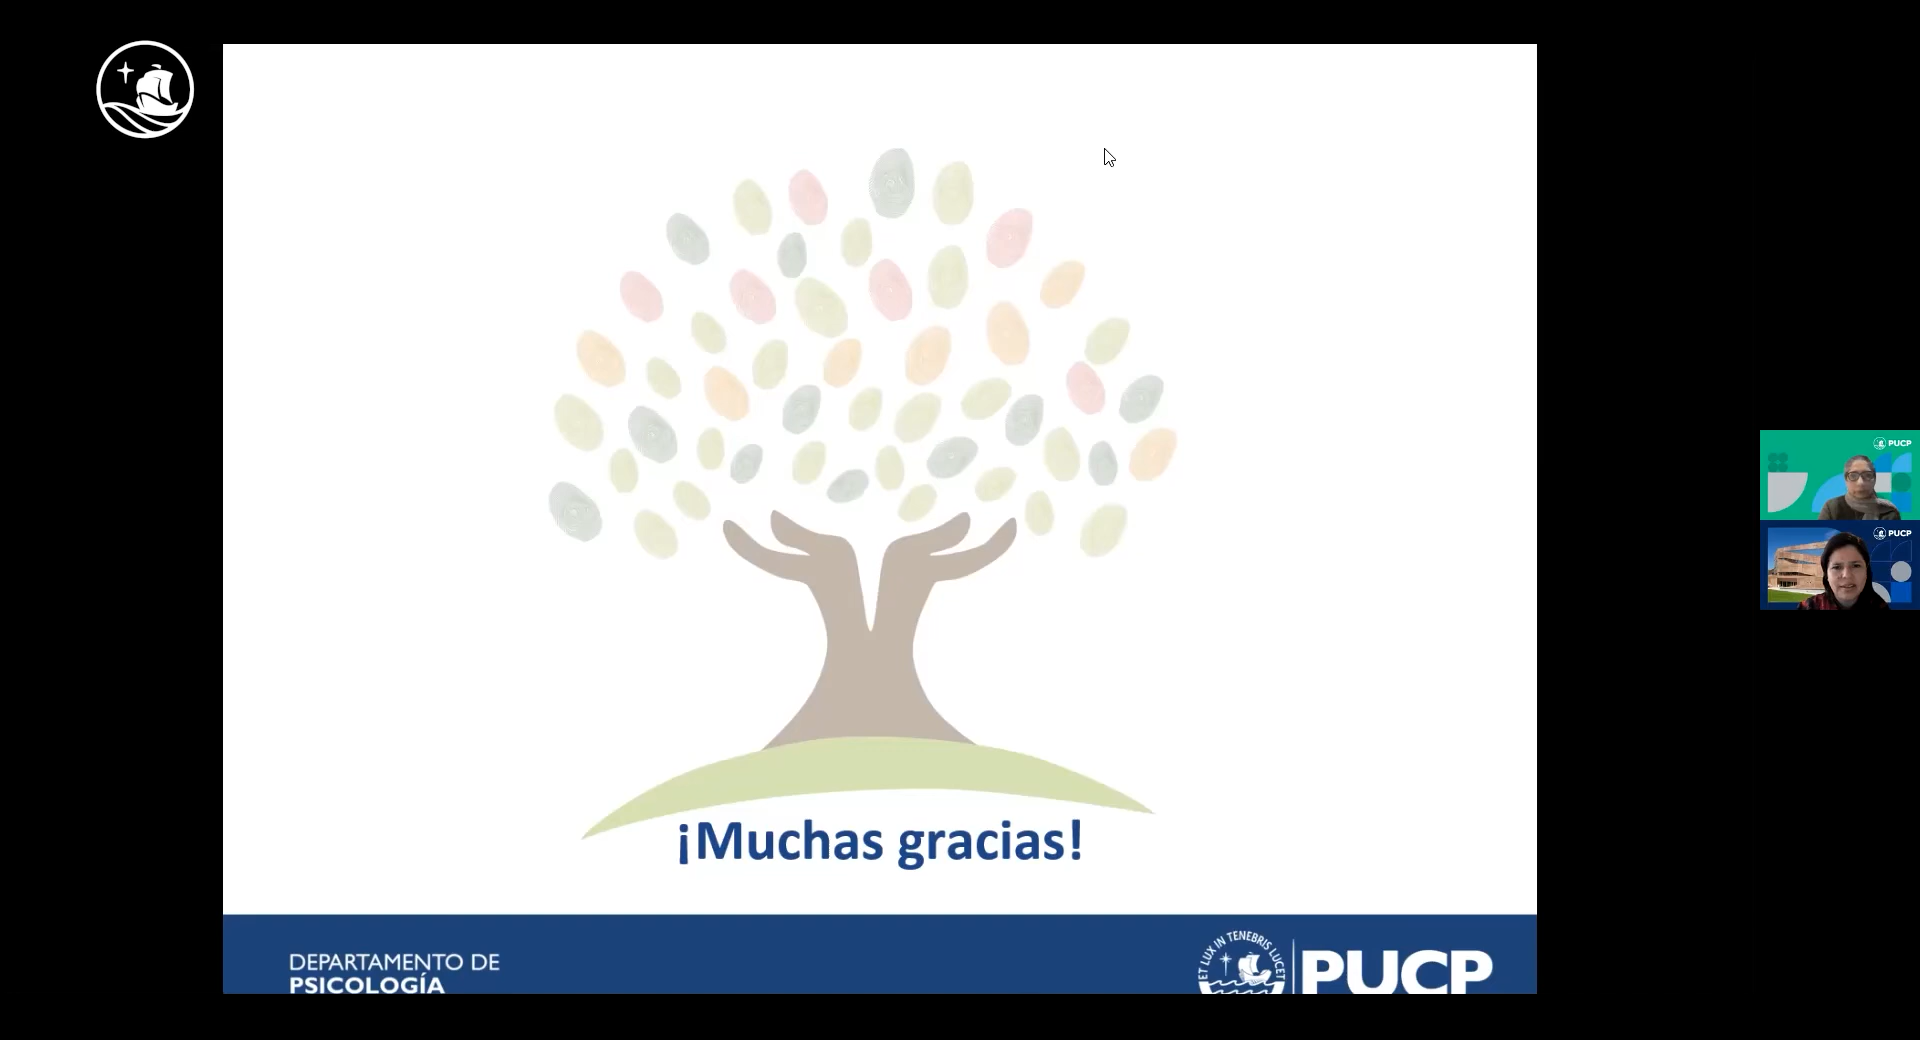 PUCP
PUCP
¡Muchas gracias!
DEPARTAMENTO DE
PSICOLOGÍA
ET LUX IN TENEBRIS LUCET
PUCP